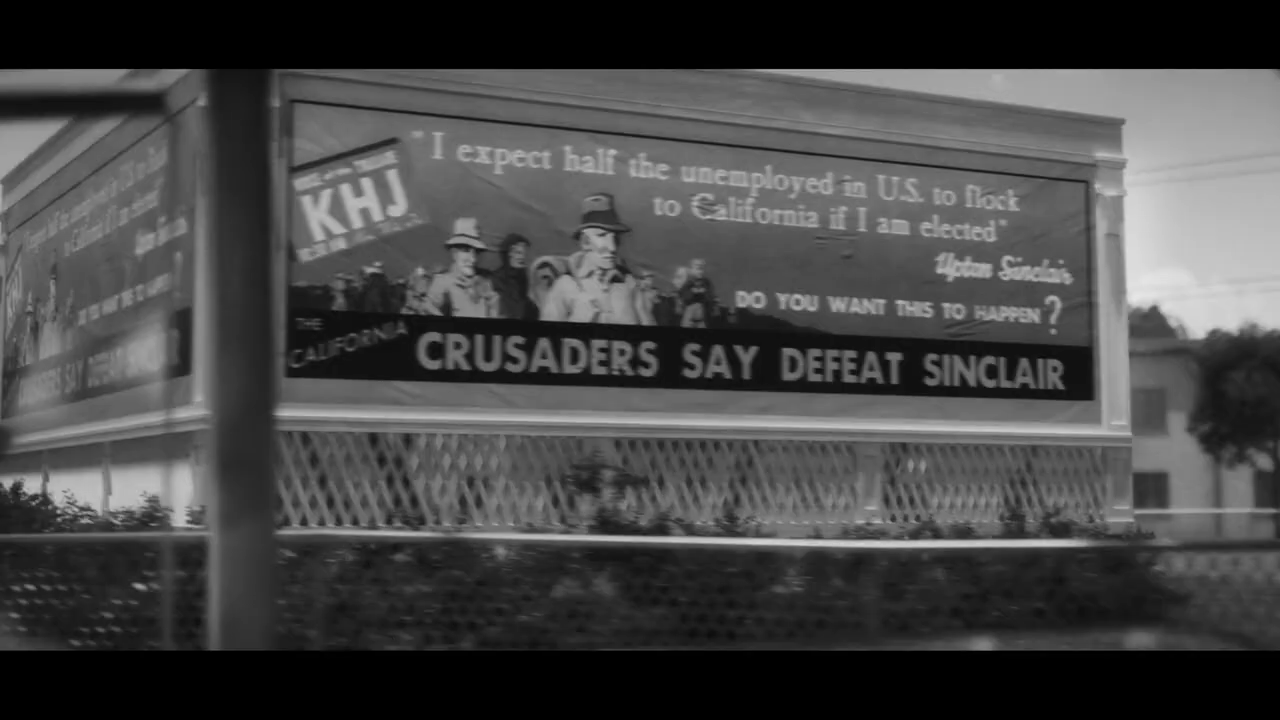 KHJ
"I expect half the unemployed in U.S. to flock
to California if I am elected"
Upton Sinclair
DO YOU WANT THIS TO HAPPEN?
THE
CALIFORNIA
CRUSADERS SAY DEFEAT SINCLAIR